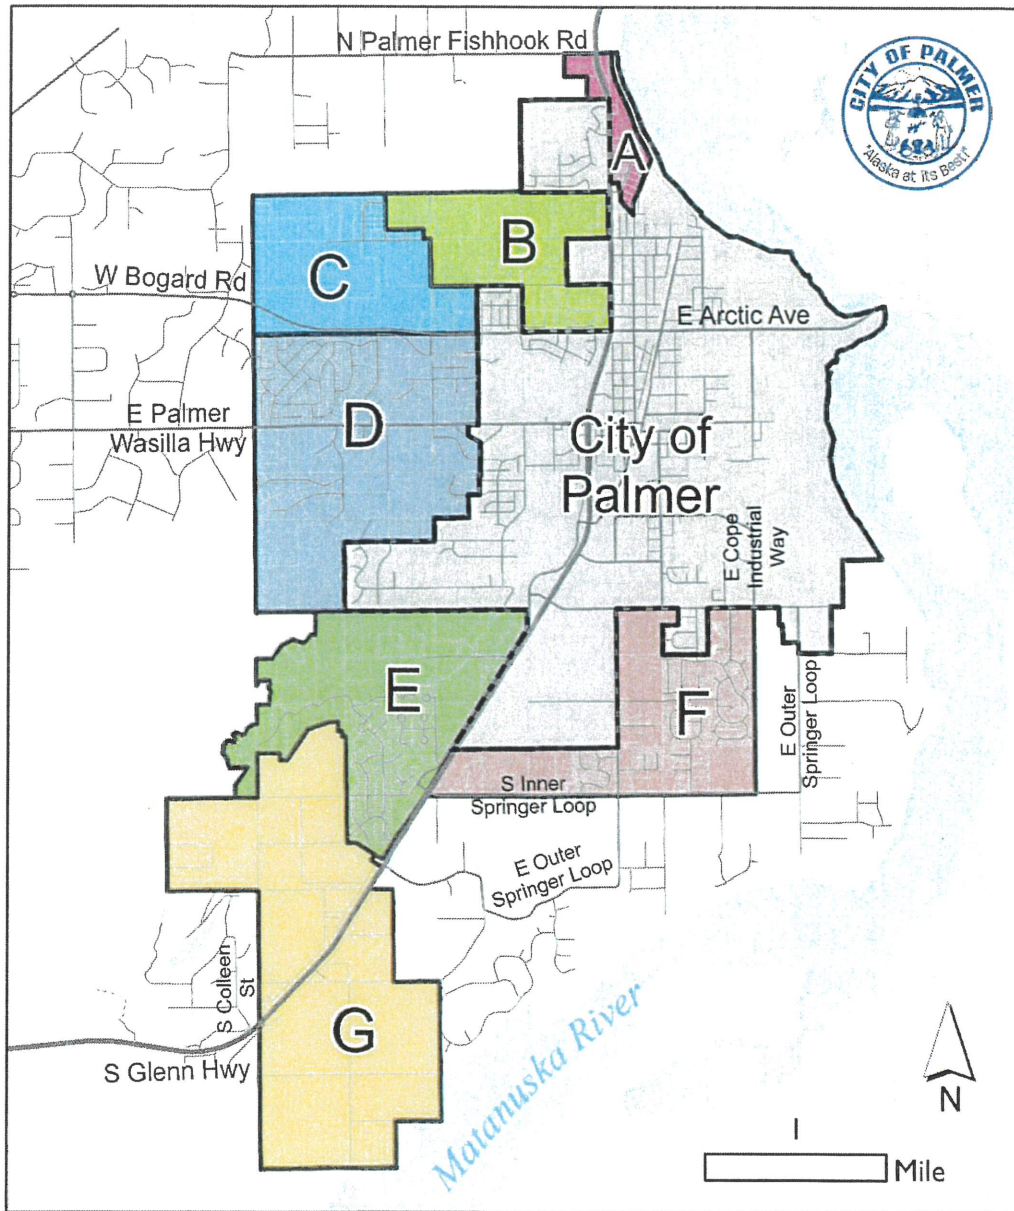 N Palmer Fishhook Rd
CITY OF PALMER
"Alaska at its Best!"
A
B
C
W Bogard Rd
E Arctic Ave
D
E Palmer
Wasilla Hwy
City of
Palmer
E Cope
Industrial
Way
E
F
E Outer
Springer Loop
S Inner
Springer Loop
E Outer
Springer Loop
S Colleen
St
G
S Glenn Hwy
Matanuska River
N
1
Mile